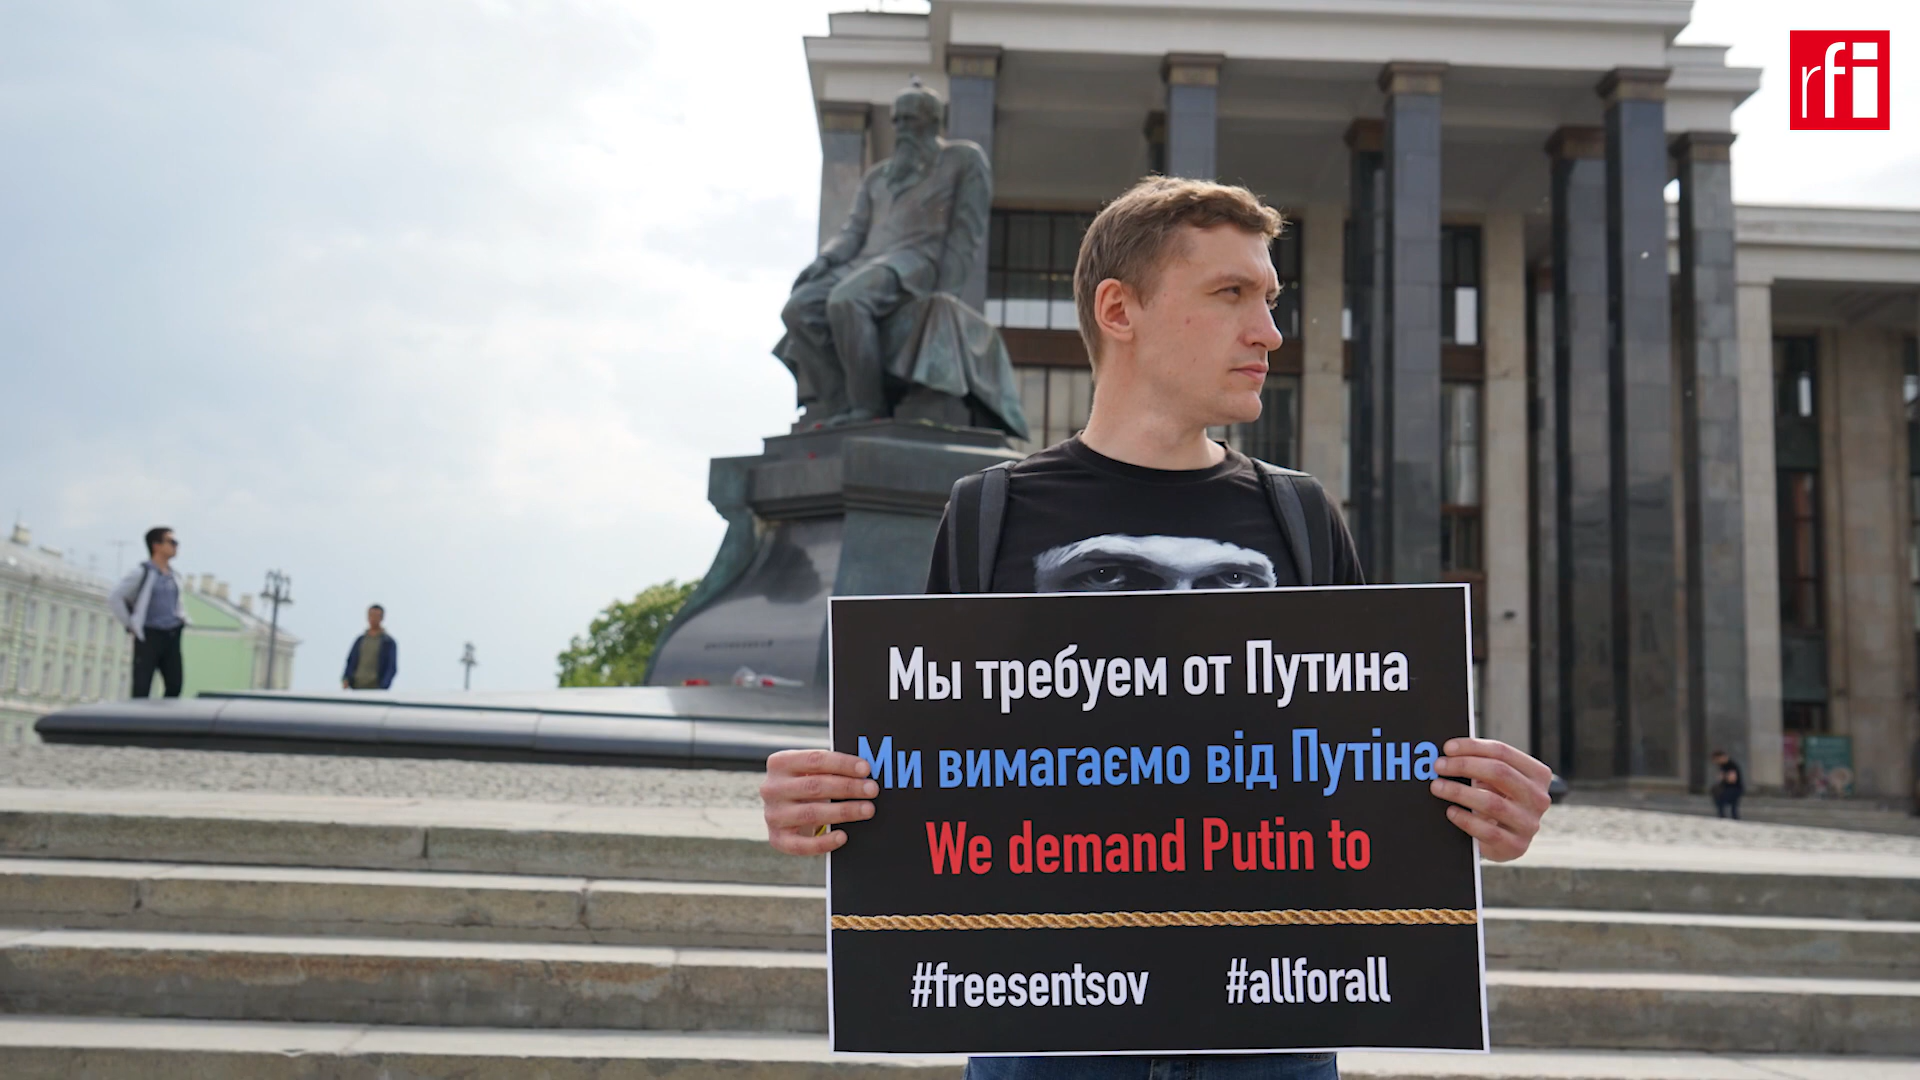 rfi
Мы требуем от Путина
Ми вимагаємо від Путіна
We demand Putin to
#freesentsov #allforall